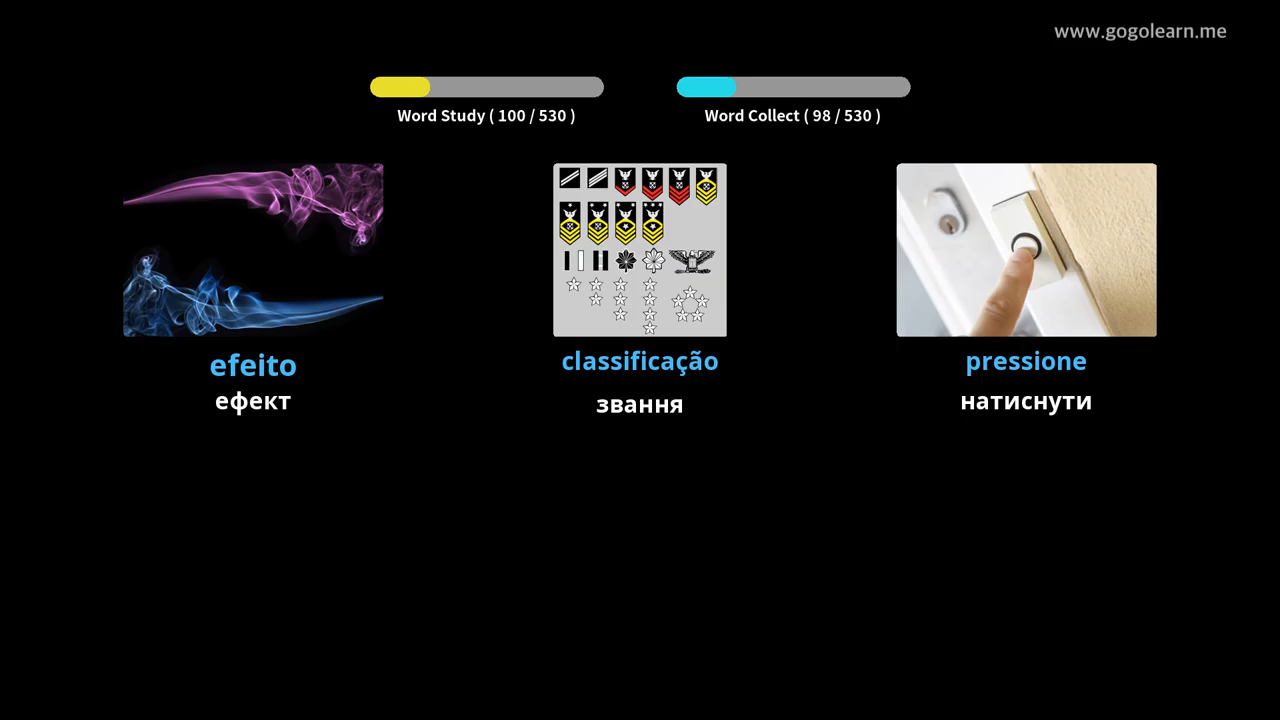 www.gogolearn.me
Word Study ( 100 / 530 )
Word Collect ( 98 / 530 )
efeito
ефект
classificação
звання
pressione
натиснути